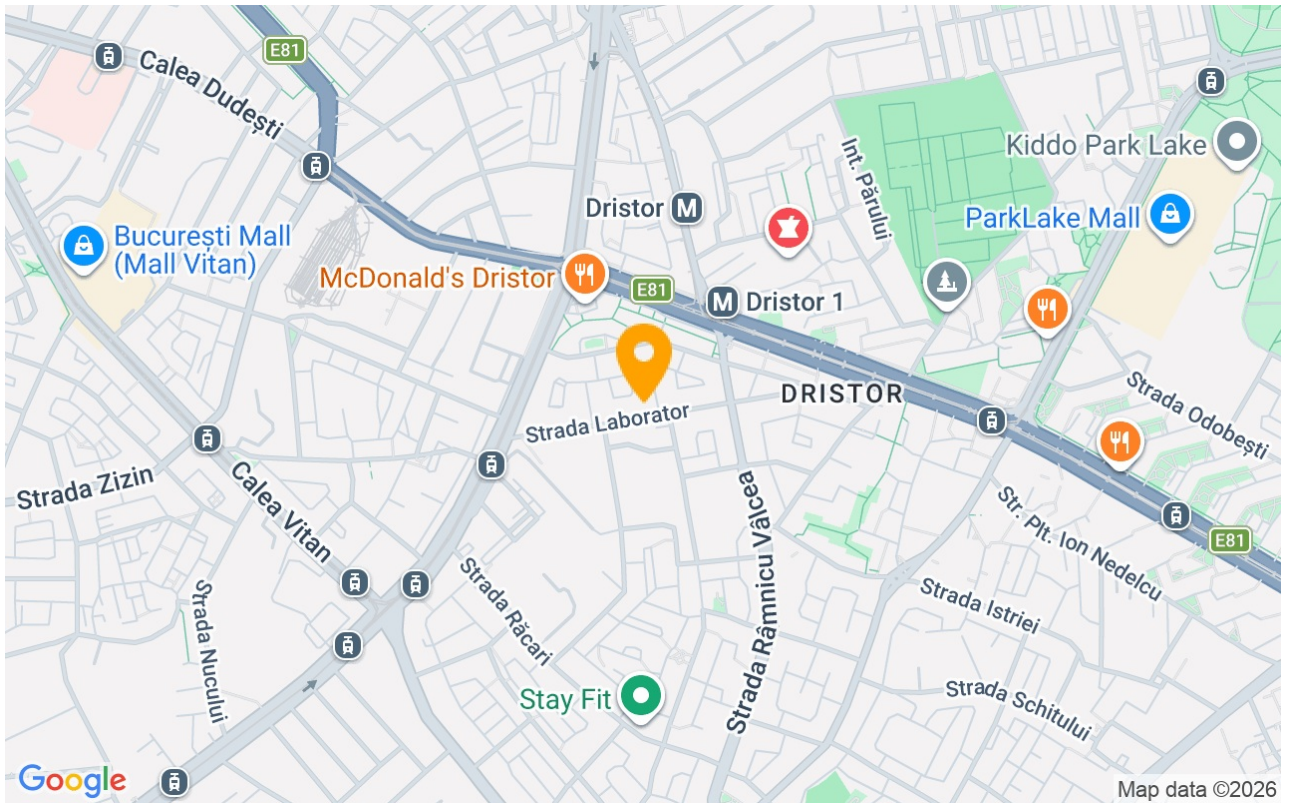 E81
Calea Dudești
Kiddo Park Lake
Int. Părului
Dristor
M
ParkLake Mall
București Mall
(Mall Vitan)
McDonald's Dristor
E81
M
Dristor 1
DRISTOR
Strada Odobești
Strada Laborator
Strada Zizin
Calea Vitan
Strada Râmnicu Vâlcea
Str. Plt. Ion Nedelcu
E81
Strada Nucului
Strada Răcari
Strada Istriei
Stay Fit
Strada Schitului
Google
Map data ©2026